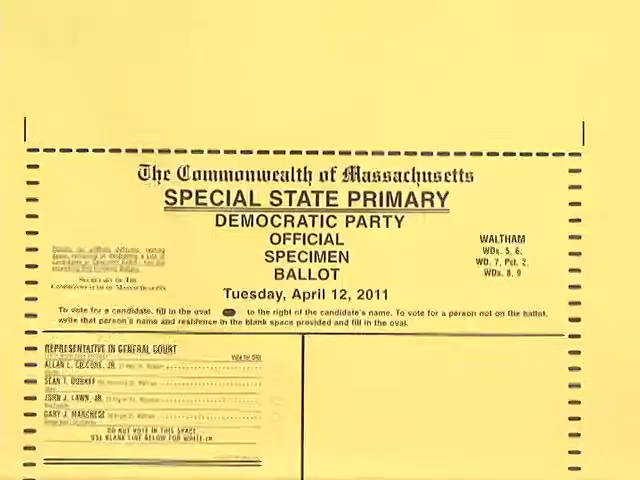 The Commonwealth of Massachusetts
SPECIAL STATE PRIMARY
DEMOCRATIC PARTY
OFFICIAL
SPECIMEN
BALLOT
Tuesday, April 12, 2011
WALTHAM
WDs. 5, 6,
WD. 7, Pct. 2,
WDs. 8, 9
SECRETARY OF THE
COMMONWEALTH OF MASSACHUSETTS
To vote for a candidate, fill in the oval to the right of the candidate's name. To vote for a person not on the ballot,
write that person's name and residence in the blank space provided and fill in the oval.
REPRESENTATIVE IN GENERAL COURT
Vote for ONE
ALLAN L. CICCONE, JR.
SEAN T. DURKEE
JOHN J. LAWN, JR.
GARY J. MARCHESE
DO NOT VOTE IN THIS SPACE.
USE BLANK LINE BELOW FOR WRITE-IN.